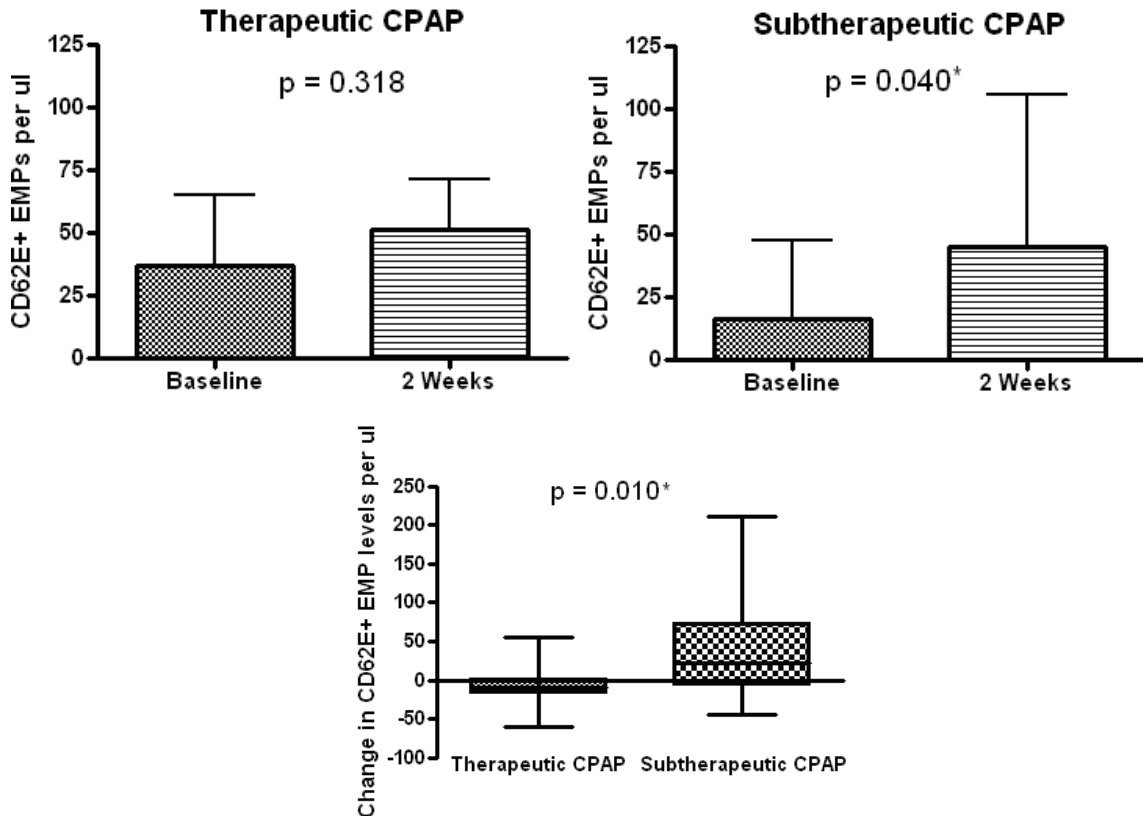 Therapeutic CPAP
p = 0.318
CD62E+ EMPs per ul
125
100
75
50
25
0
Baseline 2 Weeks
Subtherapeutic CPAP
p = 0.040*
CD62E+ EMPs per ul
125
100
75
50
25
0
Baseline 2 Weeks
p = 0.010*
Change in CD62E+ EMP levels per ul
250
200
150
100
50
0
-50
-100
Therapeutic CPAP Subtherapeutic CPAP